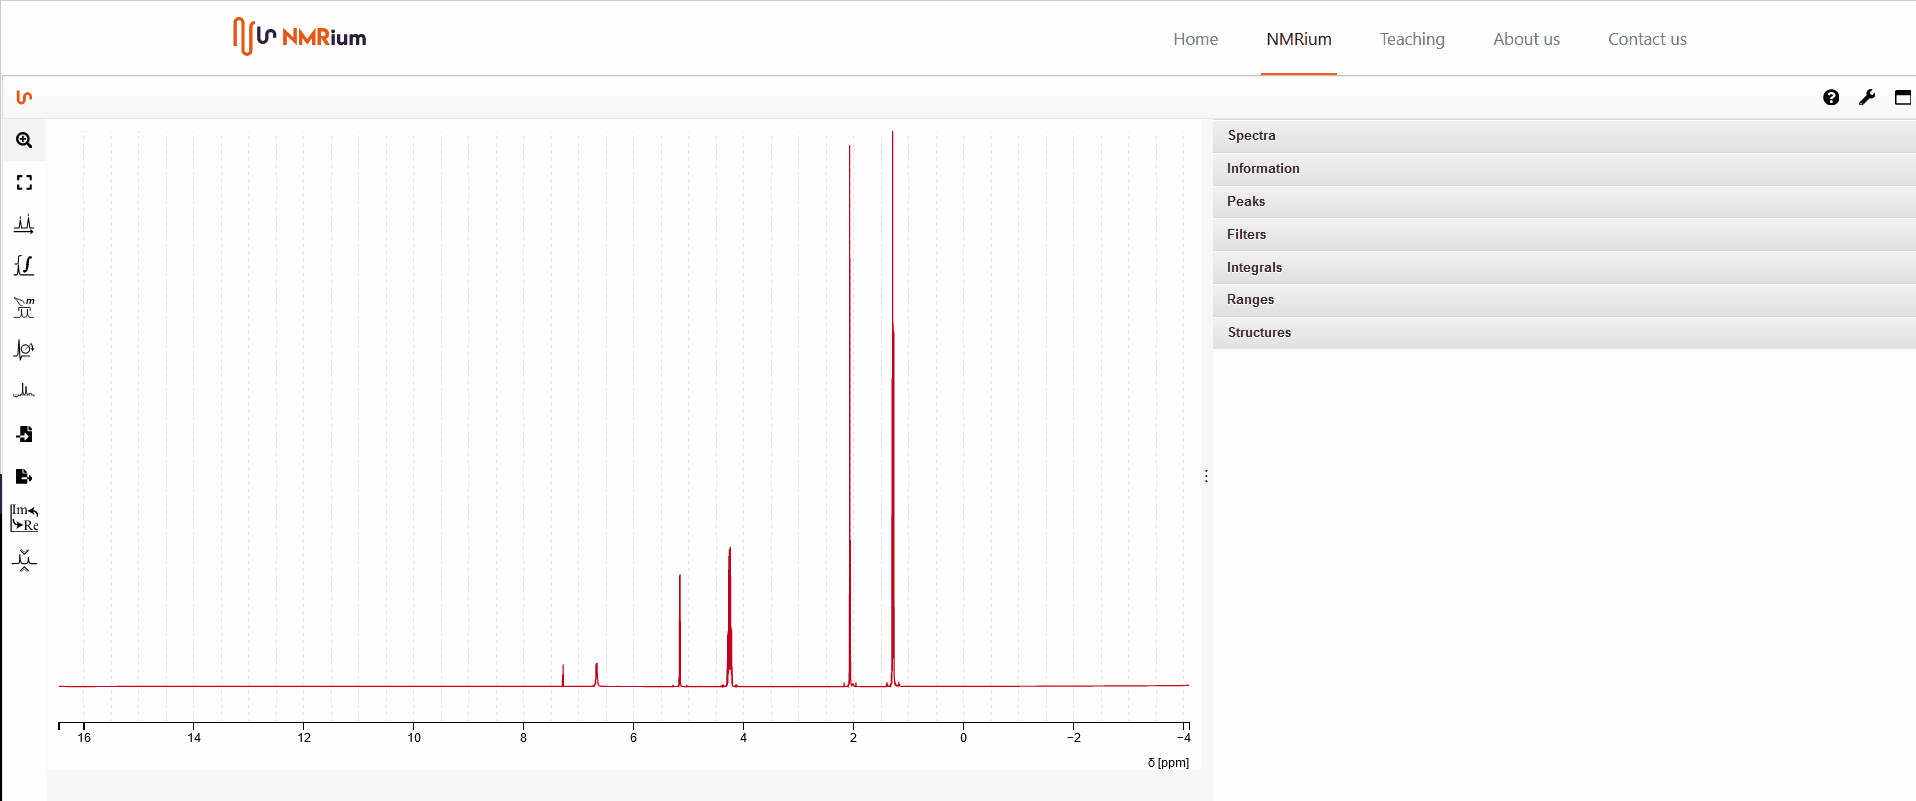 NMRium
Home NMRium Teaching About us Contact us
Spectra
Information
Peaks
Filters
Integrals
Ranges
Structures
m
Im
Re
16 14 12 10 8 6 4 2 0 −2 −4
δ [ppm]